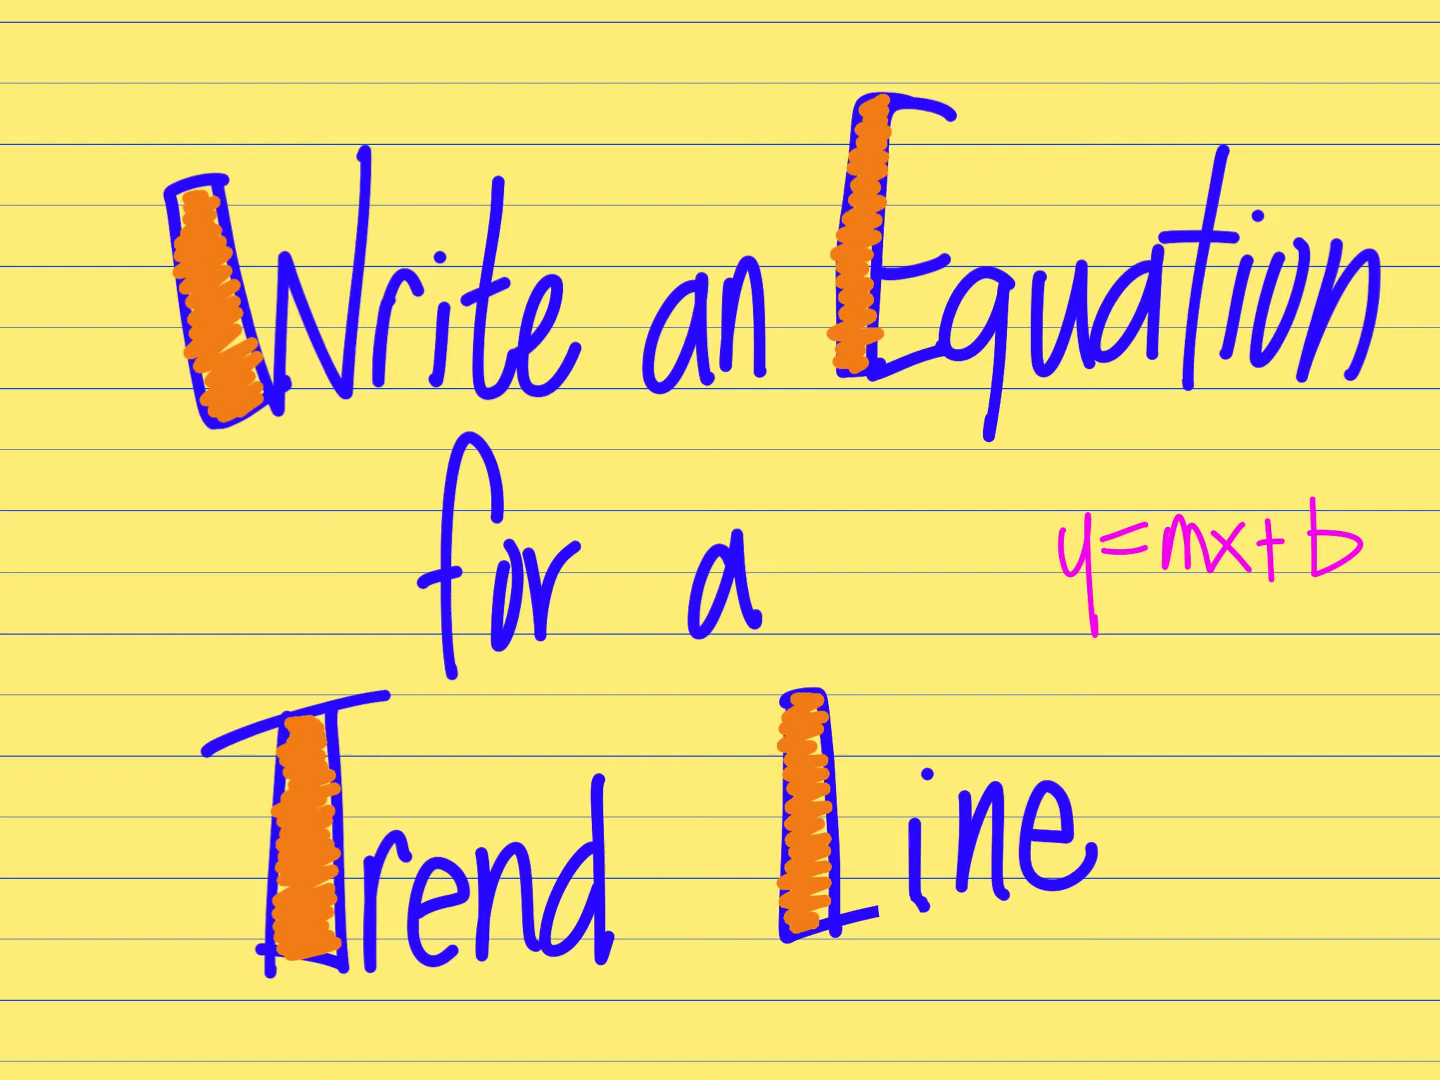 Write an Equation
for a
y=mx+b
Trend Line